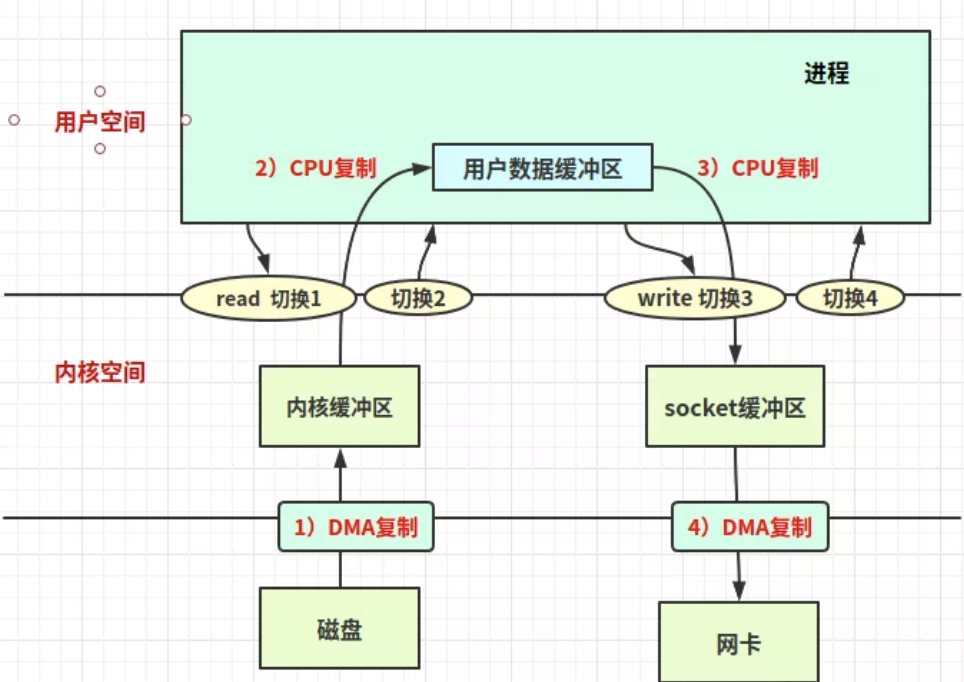 进程
用户空间
2）CPU复制
用户数据缓冲区
3）CPU复制
read 切换1
切换2
write 切换3
切换4
内核空间
内核缓冲区
socket缓冲区
1）DMA复制
4）DMA复制
磁盘
网卡